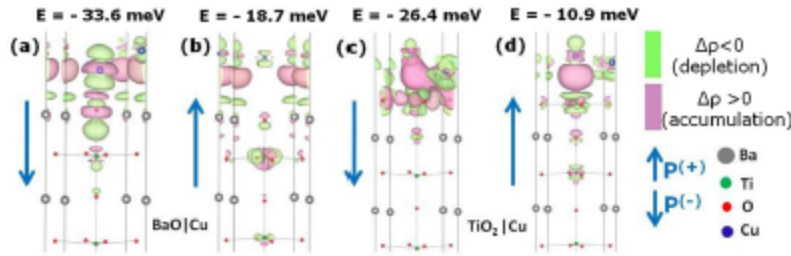 E = - 33.6 meV
E = - 18.7 meV
E = - 26.4 meV
E = - 10.9 meV
(a)
(b)
(c)
(d)
Δρ<0
(depletion)
Δρ >0
(accumulation)
P(+)
P(-)
Ba
Ti
O
Cu
BaO|Cu
TiO₂|Cu